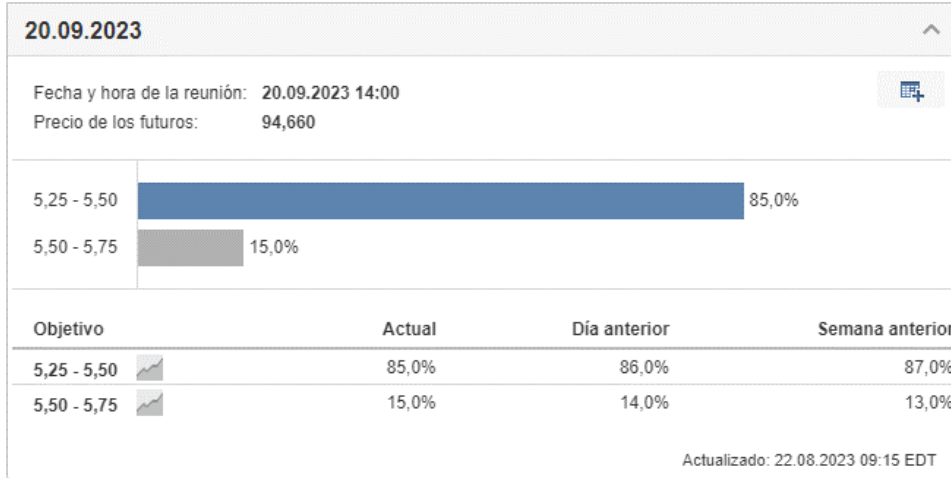 20.09.2023
Fecha y hora de la reunión: 20.09.2023 14:00
Precio de los futuros: 94,660
5,25 - 5,50 85,0%
5,50 - 5,75 15,0%
Objetivo Actual Día anterior Semana anterior
5,25 - 5,50 85,0% 86,0% 87,0%
5,50 - 5,75 15,0% 14,0% 13,0%
Actualizado: 22.08.2023 09:15 EDT